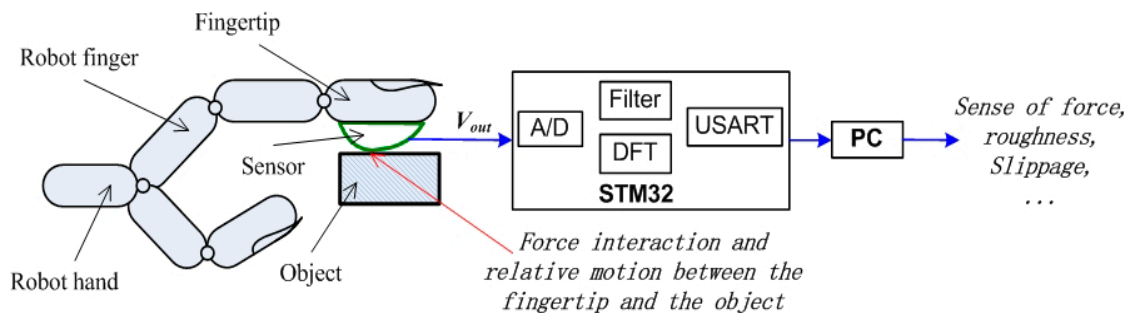 Fingertip
Robot finger
Sensor
Robot hand
Object
V_out
A/D
Filter
DFT
USART
STM32
PC
Sense of force,
roughness,
Slippage,
...
Force interaction and
relative motion between the
fingertip and the object